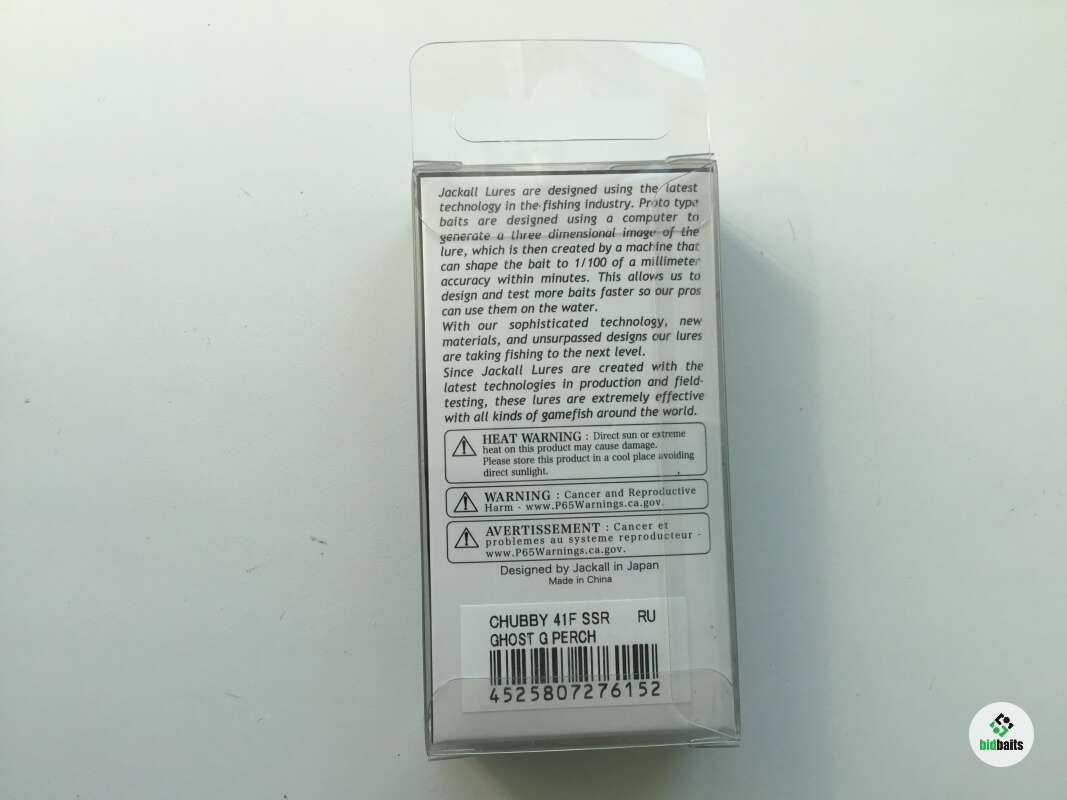 Jackall Lures are designed using the latest
technology in the fishing industry. Proto type
baits are designed using a computer to
generate a three dimensional image of the
lure, which is then created by a machine that
can shape the bait to 1/100 of a millimeter
accuracy within minutes. This allows us to
design and test more baits faster so our pros
can use them on the water.
With our sophisticated technology, new
materials, and unsurpassed designs our lures
are taking fishing to the next level.
Since Jackall Lures are created with the
latest technologies in production and field-
testing, these lures are extremely effective
with all kinds of gamefish around the world.
HEAT WARNING : Direct sun or extreme
heat on this product may cause damage.
Please store this product in a cool place avoiding
direct sunlight.
WARNING : Cancer and Reproductive
Harm - www.P65Warnings.ca.gov.
AVERTISSEMENT : Cancer et
problemes au systeme reproducteur -
www.P65Warnings.ca.gov.
Designed by Jackall in Japan
Made in China
CHUBBY 41F SSR RU
GHOST G PERCH
4525807276152
bidbaits